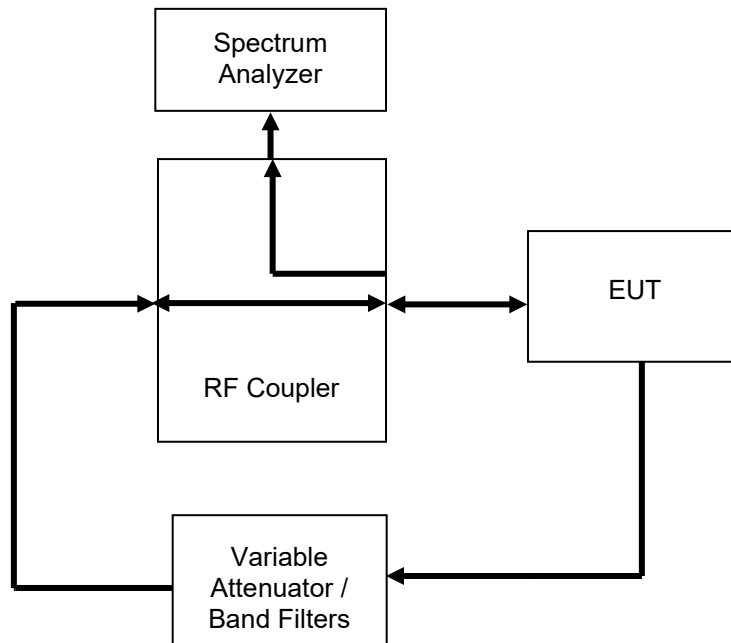 Spectrum
Analyzer
EUT
RF Coupler
Variable
Attenuator /
Band Filters